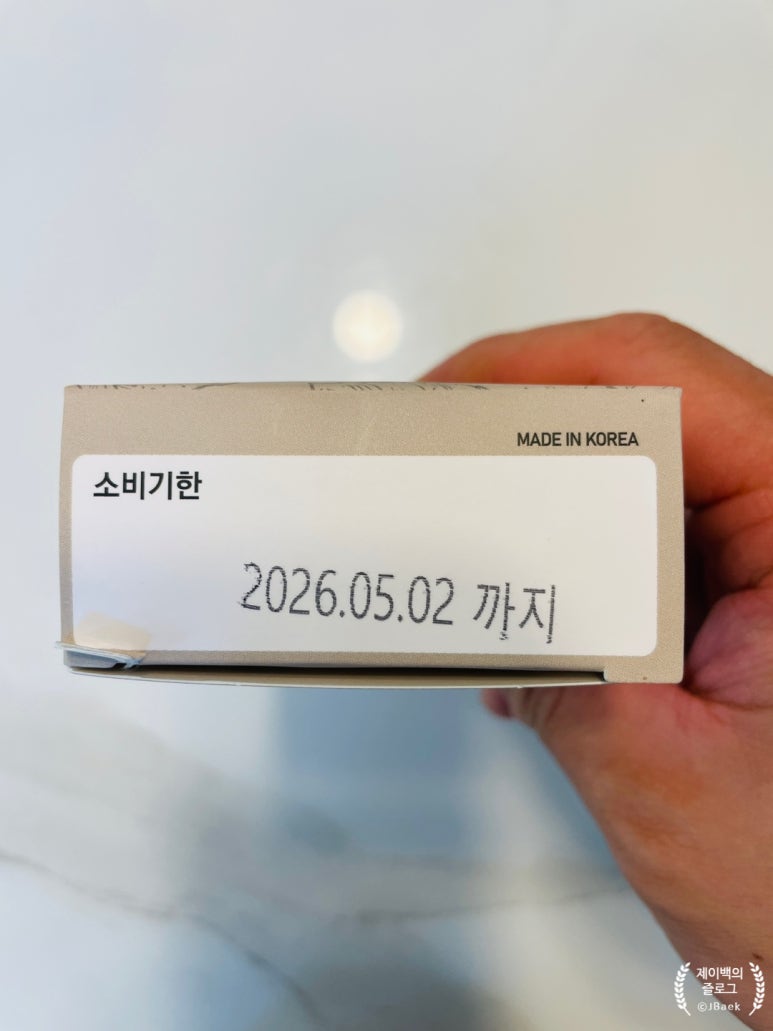 MADE IN KOREA
소비기한
2026.05.02 까지
제이백의
즐로그
©JBaek